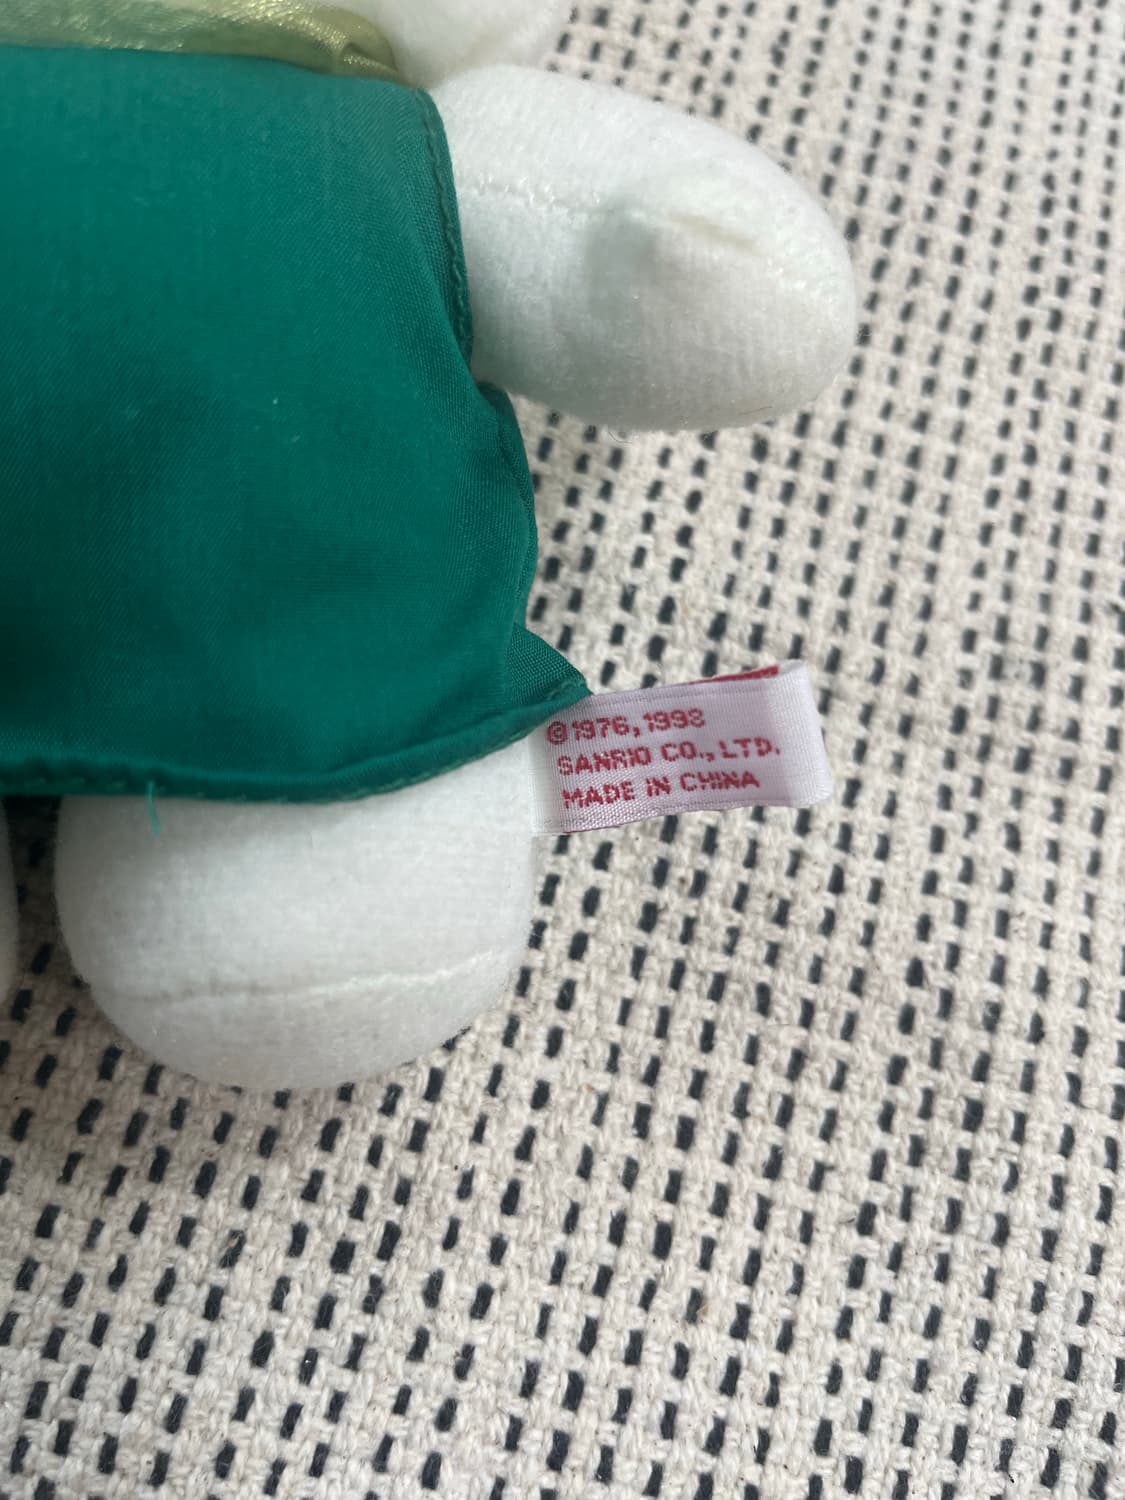 ©1976,1998
SANRIO CO., LTD.
MADE IN CHINA